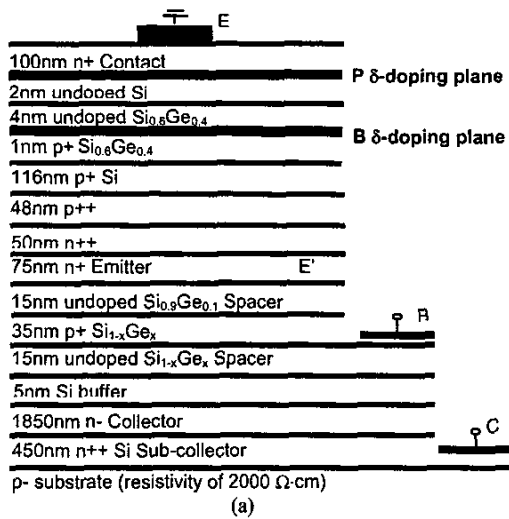 E
100nm n+ Contact
P δ-doping plane
2nm undoped Si
4nm undoped Si0.6Ge0.4
B δ-doping plane
1nm p+ Si0.6Ge0.4
116nm p+ Si
48nm p++
50nm n++
75nm n+ Emitter E'
15nm undoped Si0.9Ge0.1 Spacer
B
35nm p+ Si1-xGex
15nm undoped Si1-xGex Spacer
5nm Si buffer
1850nm n- Collector
C
450nm n++ Si Sub-collector
p- substrate (resistivity of 2000 Ω·cm)
(a)